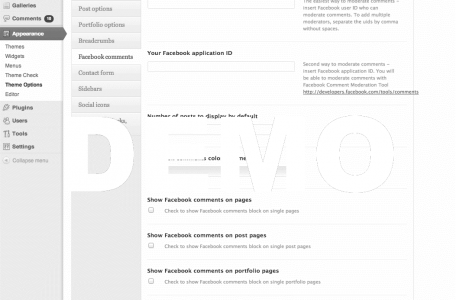 Galleries
Comments
Appearance
Themes
Widgets
Menus
Theme Check
Theme Options
Editor
Plugins
Users
Tools
Settings
Collapse menu
Post options
Portfolio options
Breadcrumbs
Facebook comments
Contact form
Sidebars
Social icons
The easiest way to moderate comments –
insert Facebook user ID who can
moderate comments. To add multiple
moderators, separate the uids by comma
without spaces.
Your Facebook application ID
Second way to moderate comments –
insert Facebook application ID. You will
be able to moderate comments with
Facebook Comment Moderation Tool
http://developers.facebook.com/tools/comments
Number of posts to display by default
DEMO
Show Facebook comments on pages
Check to show Facebook comments block on single pages
Show Facebook comments on post pages
Check to show Facebook comments block on single post pages
Show Facebook comments on portfolio pages
Check to show Facebook comments block on single portfolio pages